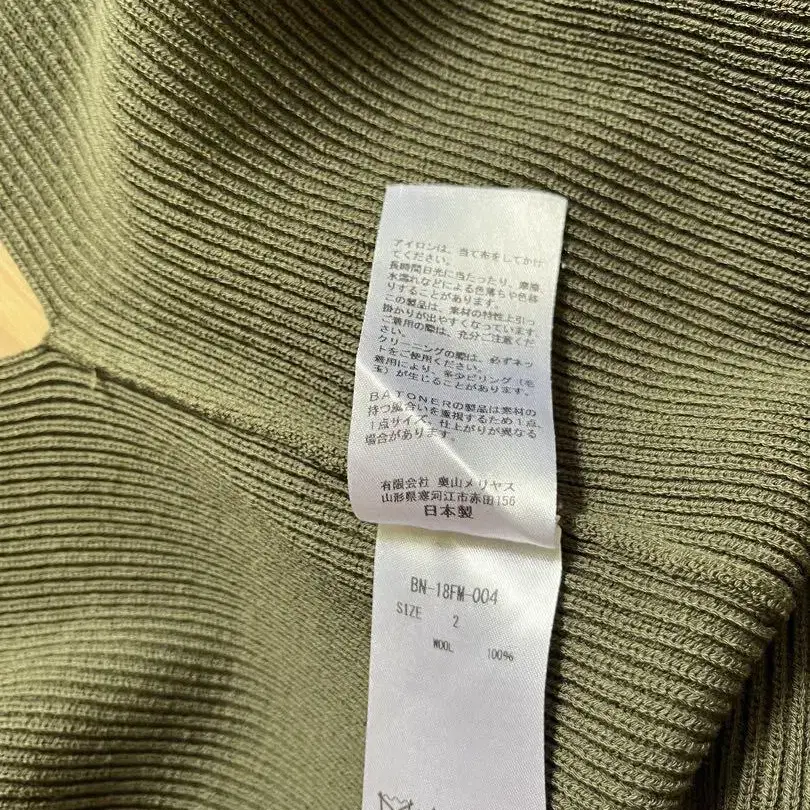 アイロンは、当て布をしてかけ
てください。
長時間日光に当たったり、摩擦
水濡れなどによる色落ちや色移
りすることがあります。
この製品は、素材の特性上引っ
掛かりが出やすくなっています
ご着用の際は、充分ご注意くだ
さい。
クリーニングの際は、必ずネッ
トをご使用ください。
着用により、多少ピリング（毛
玉）が生じることがあります。
BATONERの製品は素材の
持つ風合いを重視するため1点、
1点サイズ、仕上がりが異なる
場合があります。
有限会社 奥山メリヤス
山形県寒河江市赤田156
日本製
BN-18FM-004
SIZE 2
WOOL 100%